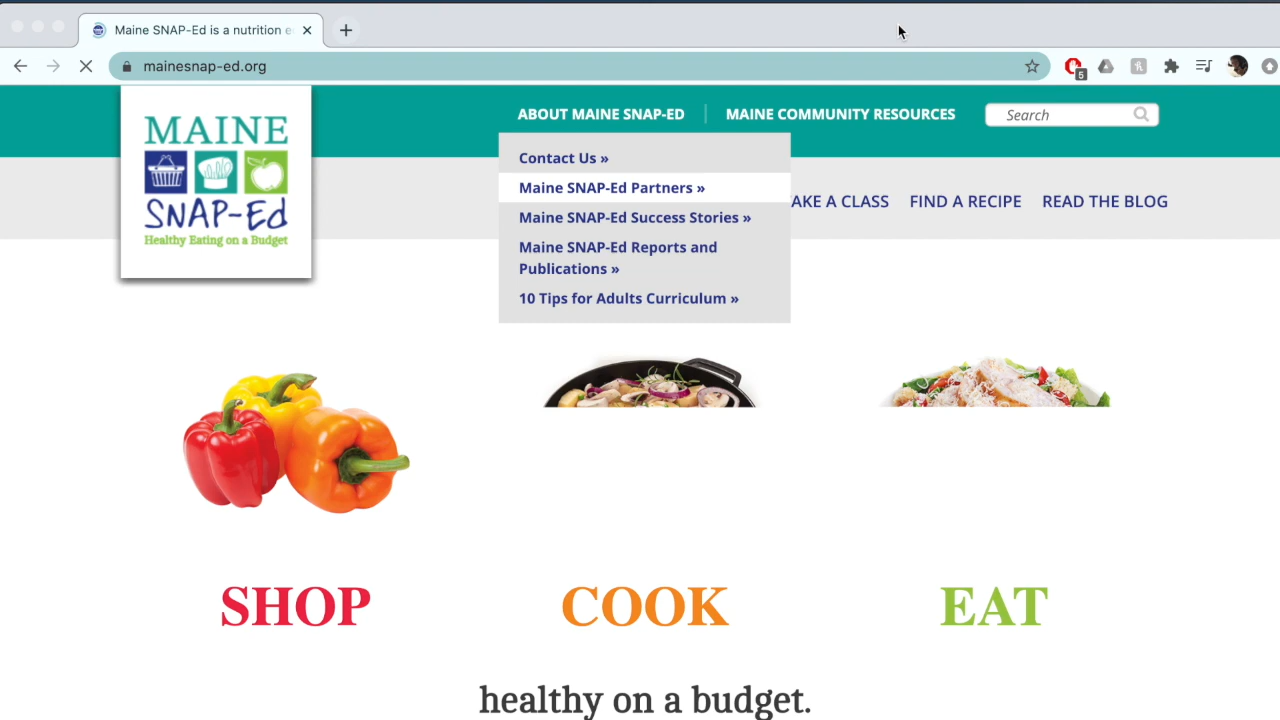 Maine SNAP-Ed is a nutrition e
mainesnap-ed.org
5
MAINE
SNAP-Ed
Healthy Eating on a Budget
ABOUT MAINE SNAP-ED
MAINE COMMUNITY RESOURCES
Search
Contact Us »
Maine SNAP-Ed Partners »
Maine SNAP-Ed Success Stories »
Maine SNAP-Ed Reports and
Publications »
10 Tips for Adults Curriculum »
AKE A CLASS
FIND A RECIPE
READ THE BLOG
SHOP
COOK
EAT
healthy on a budget.